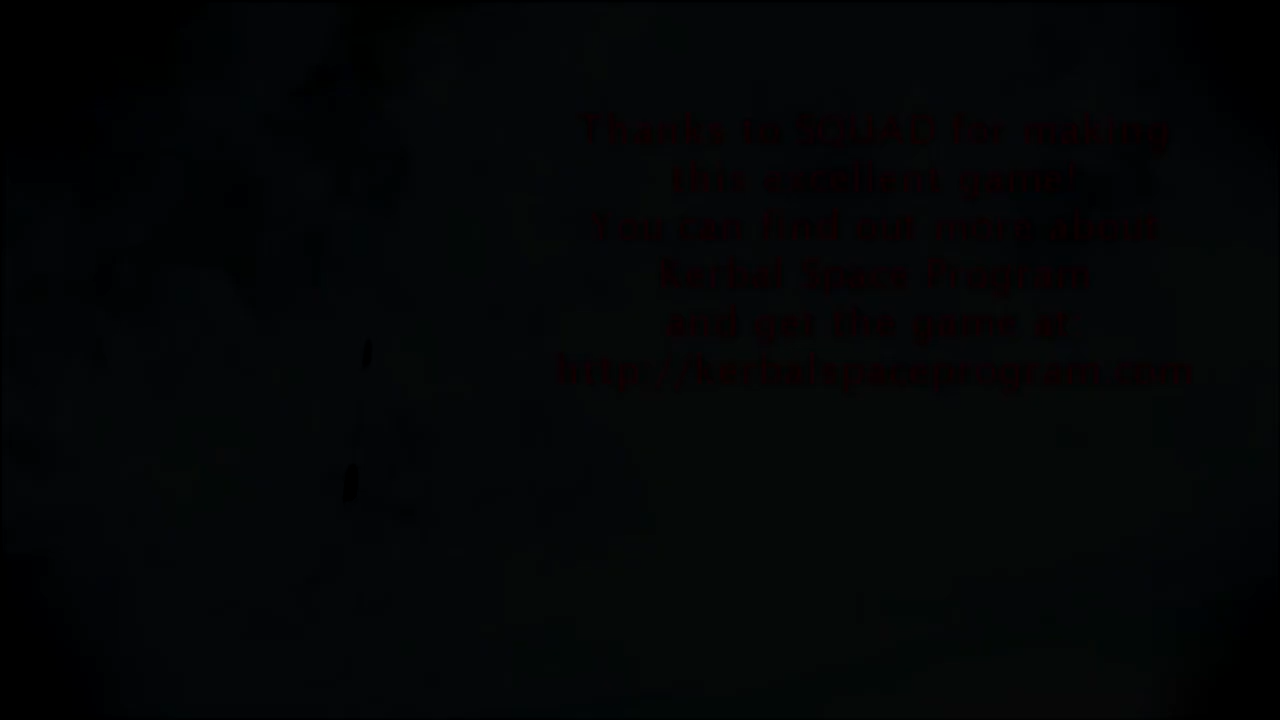 Thanks to SQUAD for making
this excellent game!
You can find out more about
Kerbal Space Program
and get the game at
http://kerbalspaceprogram.com